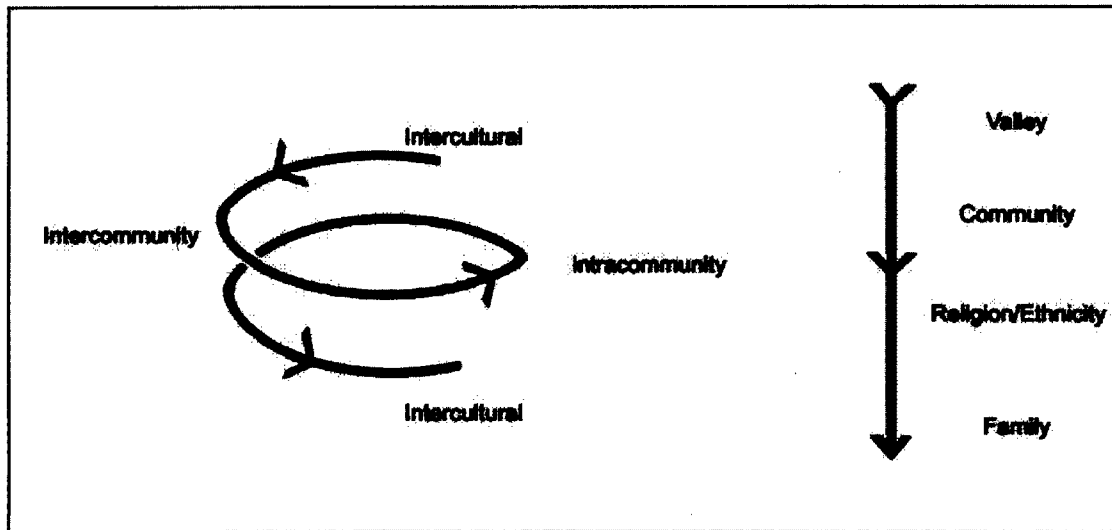 Intercultural
Intercommunity
Intracommunity
Intercultural
Valley
Community
Religion/Ethnicity
Family